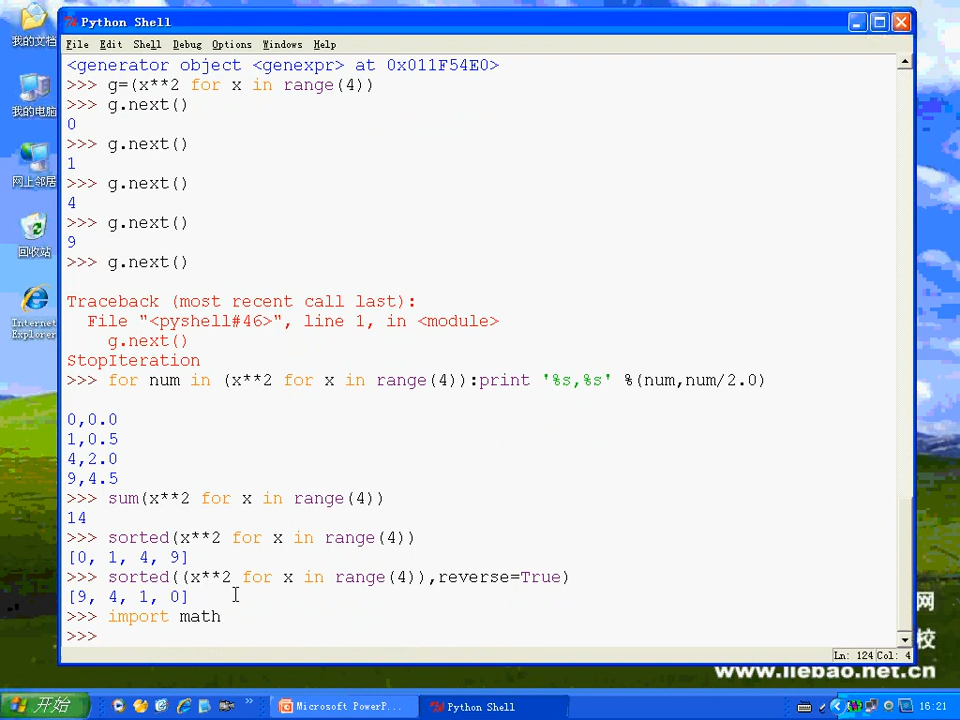 Python Shell
File Edit Shell Debug Options Windows Help
<generator object <genexpr> at 0x011F54E0>
>>> g=(x**2 for x in range(4))
>>> g.next()
0
>>> g.next()
1
>>> g.next()
4
>>> g.next()
9
>>> g.next()
Traceback (most recent call last):
File "<pyshell#46>", line 1, in <module>
g.next()
StopIteration
>>> for num in (x**2 for x in range(4)):print '%s,%s' %(num,num/2.0)
0,0.0
1,0.5
4,2.0
9,4.5
>>> sum(x**2 for x in range(4))
14
>>> sorted(x**2 for x in range(4))
[0, 1, 4, 9]
>>> sorted((x**2 for x in range(4)),reverse=True)
[9, 4, 1, 0]
>>> import math
>>>
Ln: 124 Col: 4
我的文档
我的电脑
网上邻居
回收站
Internet
Explorer
网
校
www.liebao.net.cn
开始
Microsoft PowerP...
Python Shell
16:21